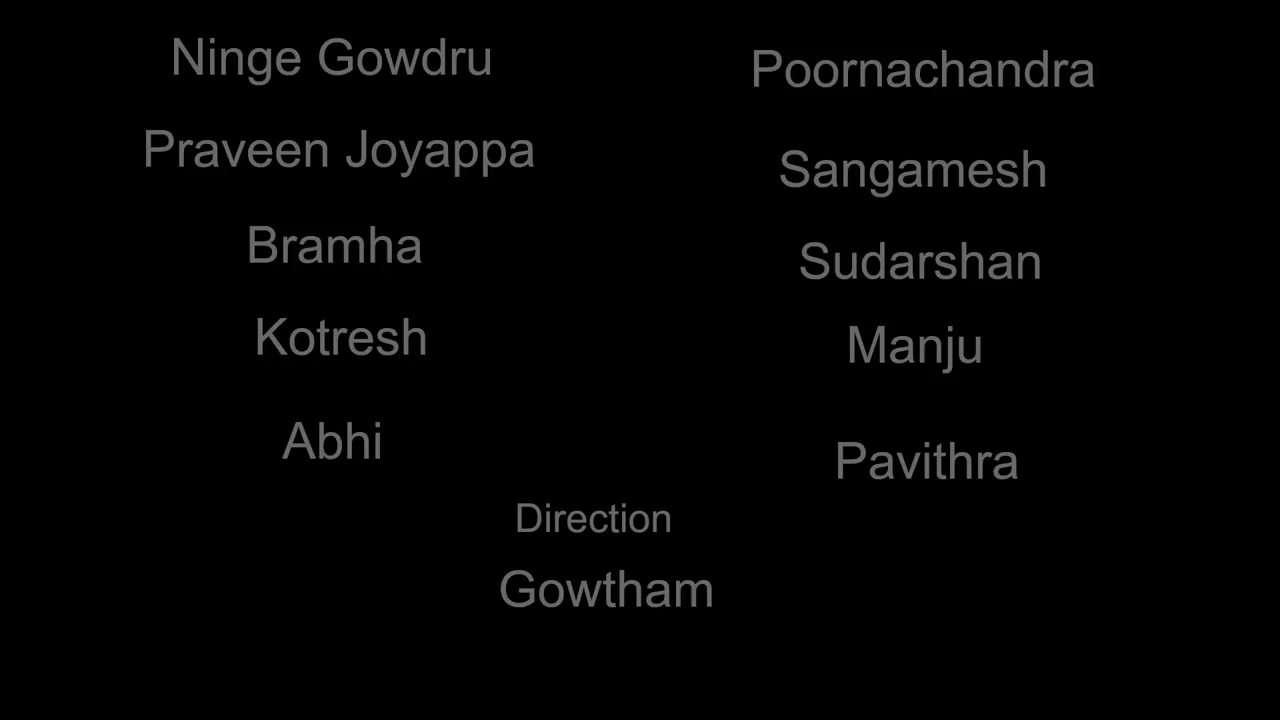 Ninge Gowdru
Poornachandra
Praveen Joyappa
Sangamesh
Bramha
Sudarshan
Kotresh
Manju
Abhi
Pavithra
Direction
Gowtham